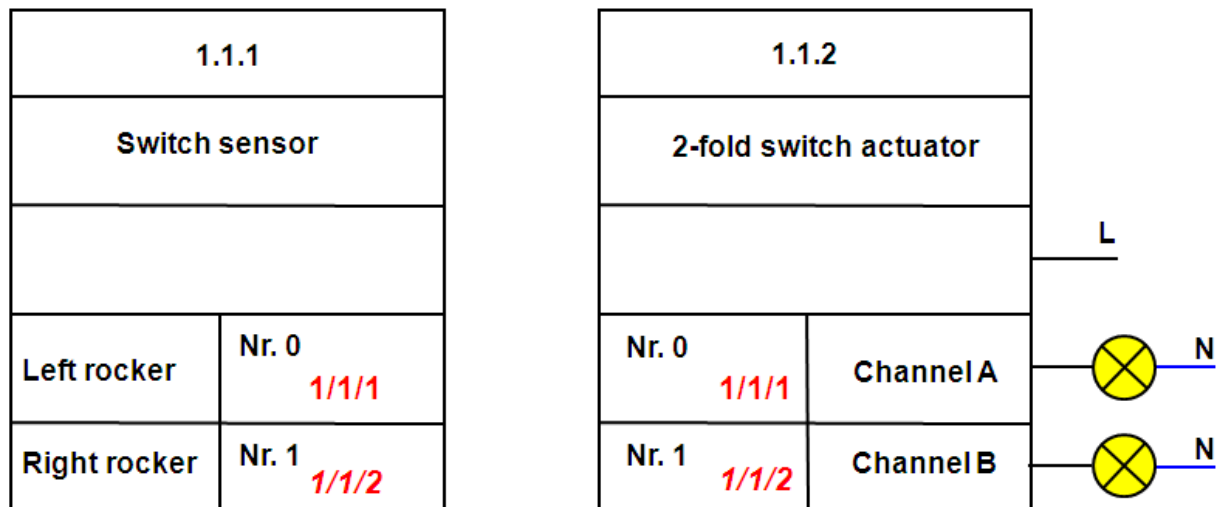 1.1.1
Switch sensor
Left rocker
Nr. 0
1/1/1
Right rocker
Nr. 1
1/1/2
1.1.2
2-fold switch actuator
L
Nr. 0
1/1/1
Channel A
N
Nr. 1
1/1/2
Channel B
N